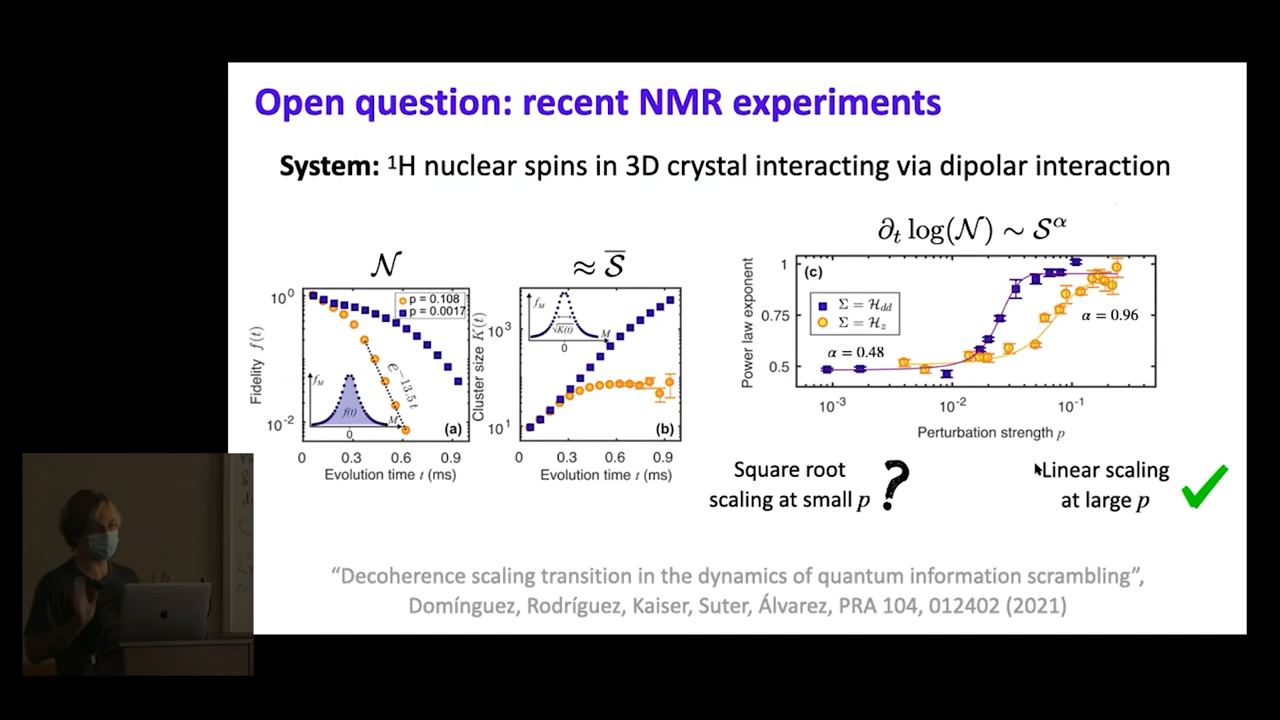 Open question: recent NMR experiments
System: ¹H nuclear spins in 3D crystal interacting via dipolar interaction
𝒩
≈ S̅
∂ₜ log(𝒩) ∼ 𝒮^α
Fidelity f(t)
10⁰
10⁻²
p = 0.108
p = 0.0017
e^-13.5t
f_M
f(t)
M
0
(a)
0 0.3 0.6 0.9
Evolution time t (ms)
Cluster size K(t)
10³
10¹
f_M
√K(t)
M
0
(b)
0 0.3 0.6 0.9
Evolution time t (ms)
Power law exponent
1
0.75
0.5
(c)
Σ = ℋ_dd
Σ = ℋ_z
α = 0.48
α = 0.96
10⁻³ 10⁻² 10⁻¹
Perturbation strength p
Square root
scaling at small p
?
Linear scaling
at large p
“Decoherence scaling transition in the dynamics of quantum information scrambling”,
Domínguez, Rodríguez, Kaiser, Suter, Álvarez, PRA 104, 012402 (2021)